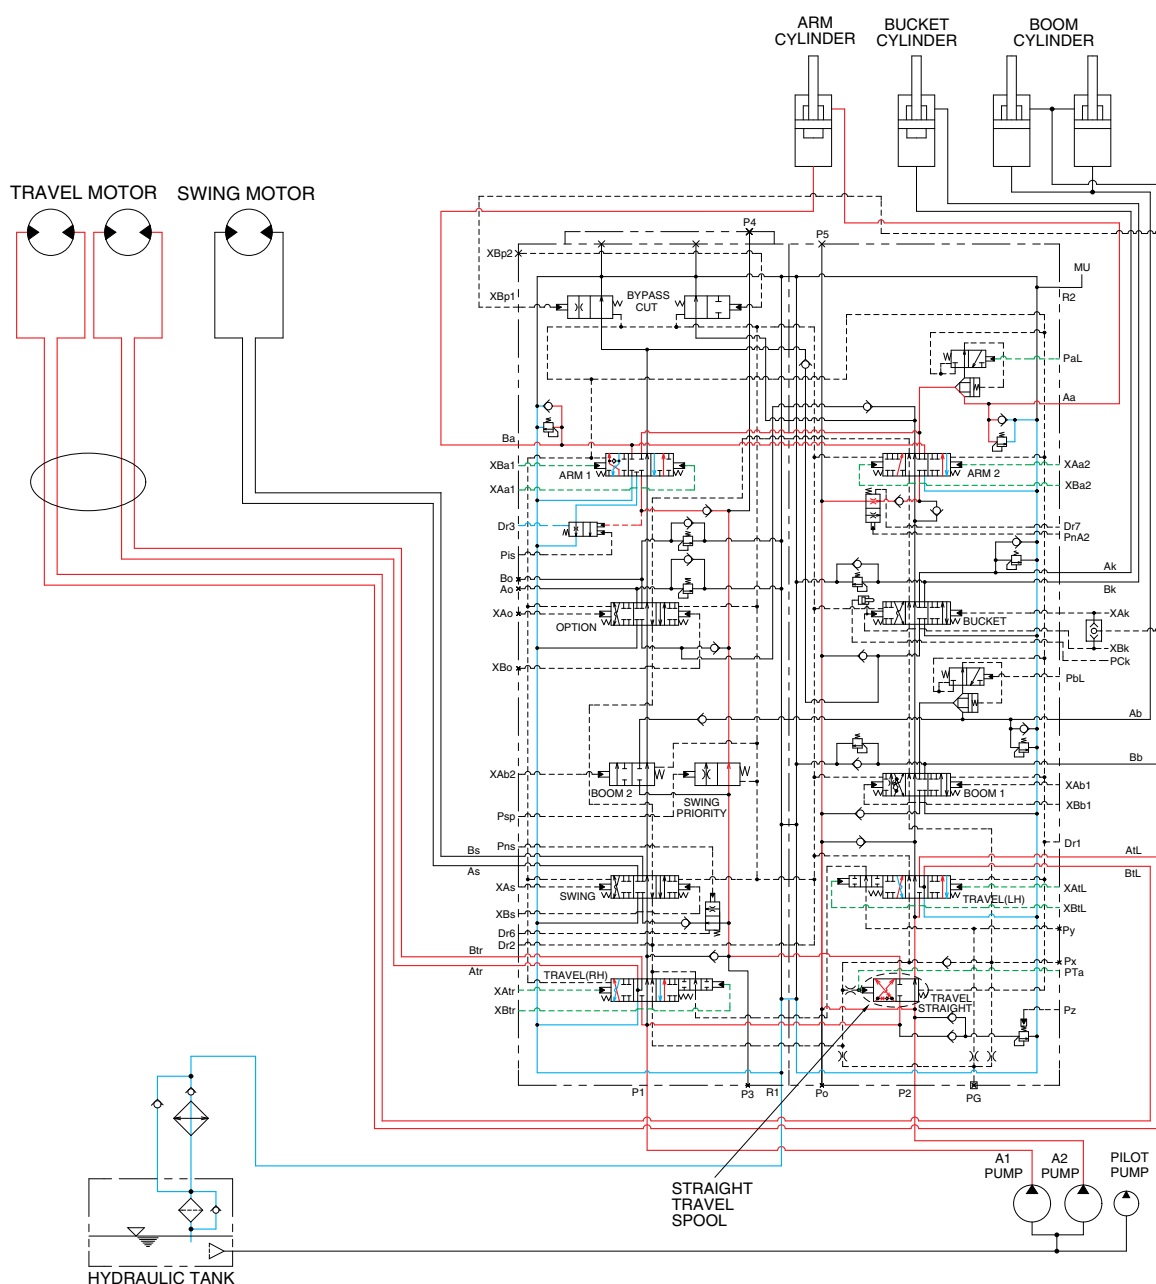 ARM
CYLINDER
BUCKET
CYLINDER
BOOM
CYLINDER
TRAVEL MOTOR
SWING MOTOR
P4
P5
XBp2
MU
XBp1
BYPASS
CUT
R2
PaL
Aa
Ba
XBa1
ARM 1
ARM 2
XAa2
XAa1
XBa2
Dr3
Dr7
PnA2
Pis
Ak
Bo
Ao
Bk
XAo
OPTION
BUCKET
XAk
XBk
XBo
PCk
PbL
Ab
Bb
XAb2
BOOM 2
SWING
PRIORITY
BOOM 1
XAb1
XBb1
Psp
Pns
Dr1
Bs
AtL
As
BtL
XAs
SWING
TRAVEL(LH)
XAtL
XBs
XBtL
Dr6
Py
Dr2
Btr
Px
Atr
TRAVEL(RH)
PTa
XAtr
TRAVEL
STRAIGHT
XBtr
Pz
P1
P3
R1
Po
P2
PG
A1
PUMP
A2
PUMP
PILOT
PUMP
STRAIGHT
TRAVEL
SPOOL
HYDRAULIC TANK